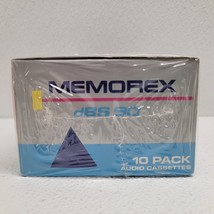 MEMOREX
dBS 90
10 PACK
AUDIO CASSETTES